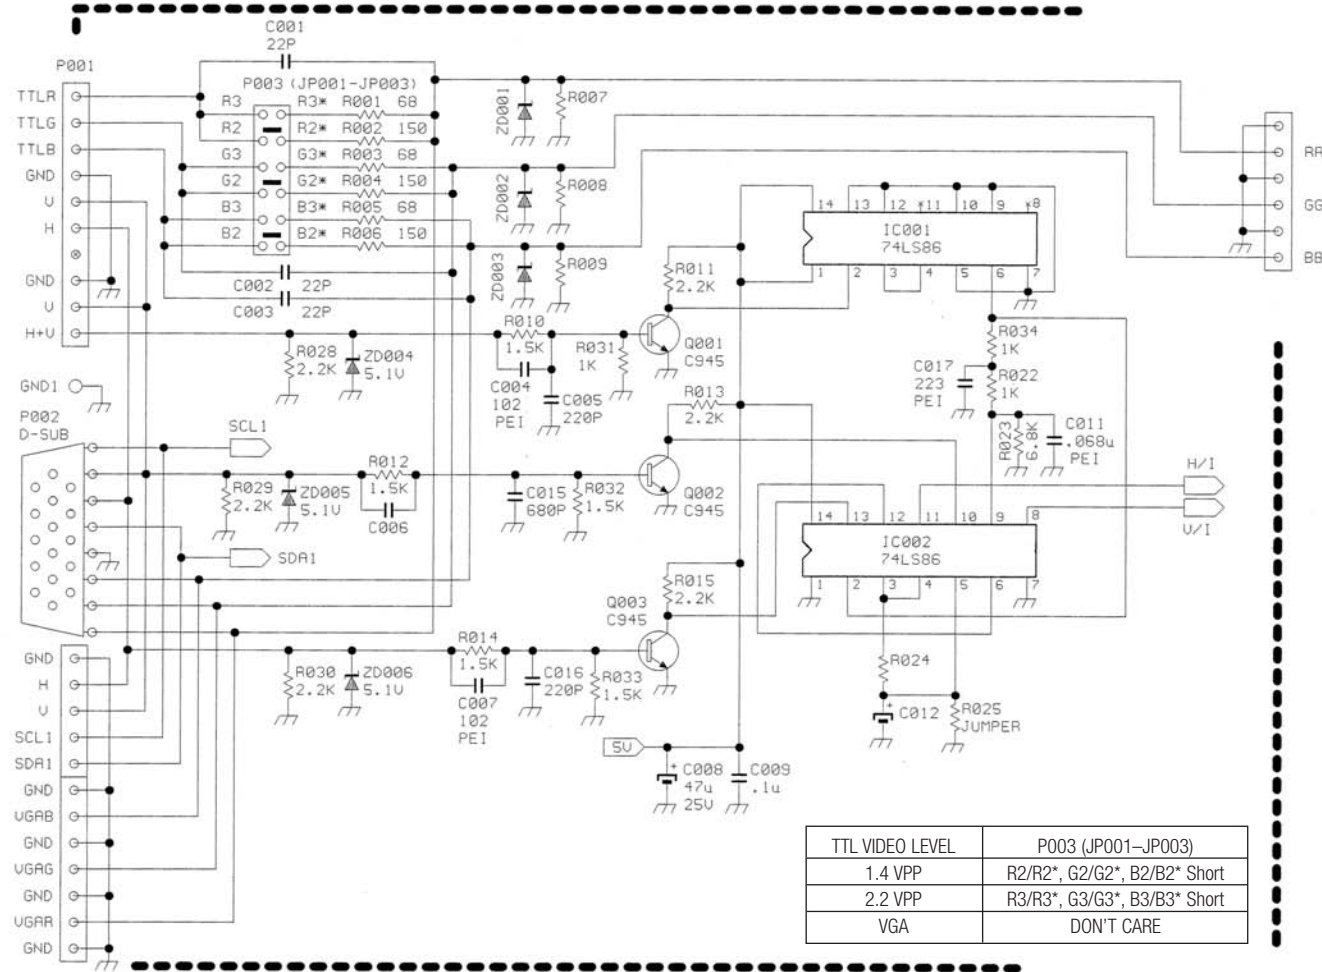 C001
22P
P001
P003 (JP001-JP003)
TTLR
TTLG
TTLB
GND
V
H
GND
V
H+V
R3 R3* R001 68
R2 R2* R002 150
G3 G3* R003 68
G2 G2* R004 150
B3 B3* R005 68
B2 B2* R006 150
C002 22P
C003 22P
ZD001
R007
ZD002
R008
ZD003
R009
RR
GG
BB
14 13 12 *11 10 9 *8
IC001
74LS86
1 2 3 4 5 6 7
R011
2.2K
R010
1.5K
R031
1K
Q001
C945
R028
2.2K
ZD004
5.1V
C004
102
PEI
C005
220P
R034
1K
C017
223
PEI
R022
1K
R023
6.8K
C011
.068u
PEI
R013
2.2K
GND1
P002
D-SUB
SCL1
R012
1.5K
R029
2.2K
ZD005
5.1V
C006
C015
680P
R032
1.5K
Q002
C945
H/I
V/I
SDA1
14 13 12 11 10 9 8
IC002
74LS86
1 2 3 4 5 6 7
R015
2.2K
Q003
C945
R014
1.5K
R030
2.2K
ZD006
5.1V
C007
102
PEI
C016
220P
R033
1.5K
R024
C012
R025
JUMPER
5V
C008
47u
25V
C009
.1u
GND
H
V
SCL1
SDA1
GND
VGAB
GND
VGAG
GND
VGAR
GND
TTL VIDEO LEVEL P003 (JP001–JP003)
1.4 VPP R2/R2*, G2/G2*, B2/B2* Short
2.2 VPP R3/R3*, G3/G3*, B3/B3* Short
VGA DON'T CARE